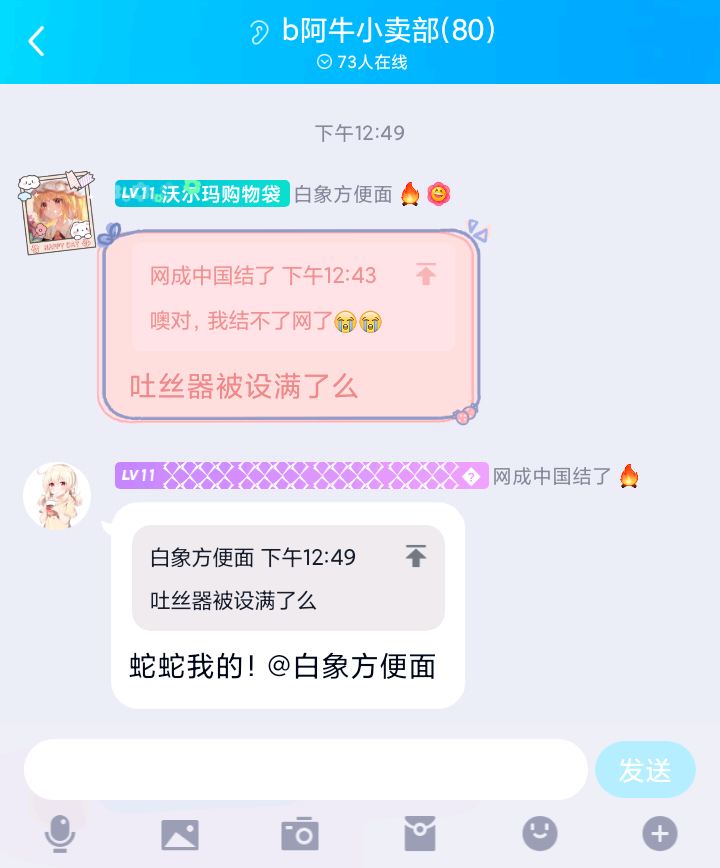 b阿牛小卖部(80)
73人在线
下午12:49
LV11 沃尔玛购物袋 白象方便面
网成中国结了 下午12:43
噢对，我结不了网了😭😭
吐丝器被设满了么
LV11 网成中国结了
白象方便面 下午12:49
吐丝器被设满了么
蛇蛇我的！@白象方便面
发送